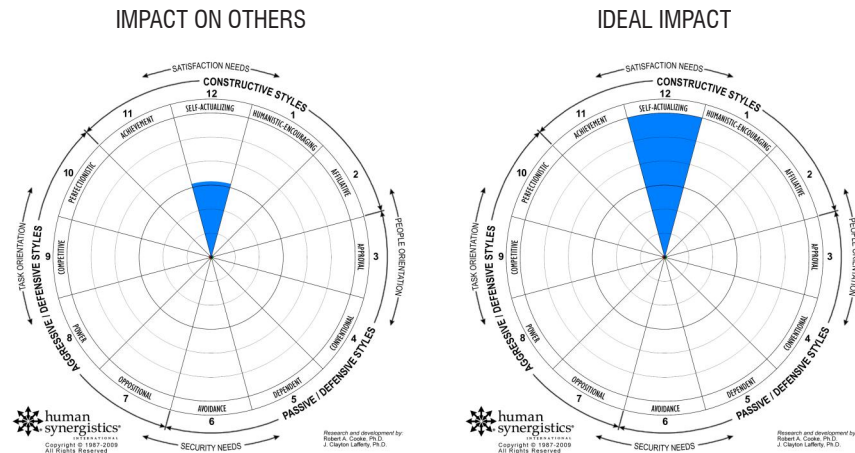 IMPACT ON OTHERS
SATISFACTION NEEDS
CONSTRUCTIVE STYLES
12
SELF-ACTUALIZING
1
HUMANISTIC-ENCOURAGING
2
AFFILIATIVE
3
APPROVAL
4
CONVENTIONAL
5
DEPENDENT
6
AVOIDANCE
7
OPPOSITIONAL
8
POWER
9
COMPETITIVE
10
PERFECTIONISTIC
11
ACHIEVEMENT
PEOPLE ORIENTATION
TASK ORIENTATION
AGGRESSIVE / DEFENSIVE STYLES
PASSIVE / DEFENSIVE STYLES
SECURITY NEEDS
human
synergistics®
INTERNATIONAL
Copyright © 1987-2009
All Rights Reserved
Research and development by:
Robert A. Cooke, Ph.D.
J. Clayton Lafferty, Ph.D.
IDEAL IMPACT
SATISFACTION NEEDS
CONSTRUCTIVE STYLES
12
SELF-ACTUALIZING
1
HUMANISTIC-ENCOURAGING
2
AFFILIATIVE
3
APPROVAL
4
CONVENTIONAL
5
DEPENDENT
6
AVOIDANCE
7
OPPOSITIONAL
8
POWER
9
COMPETITIVE
10
PERFECTIONISTIC
11
ACHIEVEMENT
PEOPLE ORIENTATION
TASK ORIENTATION
AGGRESSIVE / DEFENSIVE STYLES
PASSIVE / DEFENSIVE STYLES
SECURITY NEEDS
human
synergistics®
INTERNATIONAL
Copyright © 1987-2009
All Rights Reserved
Research and development by:
Robert A. Cooke, Ph.D.
J. Clayton Lafferty, Ph.D.